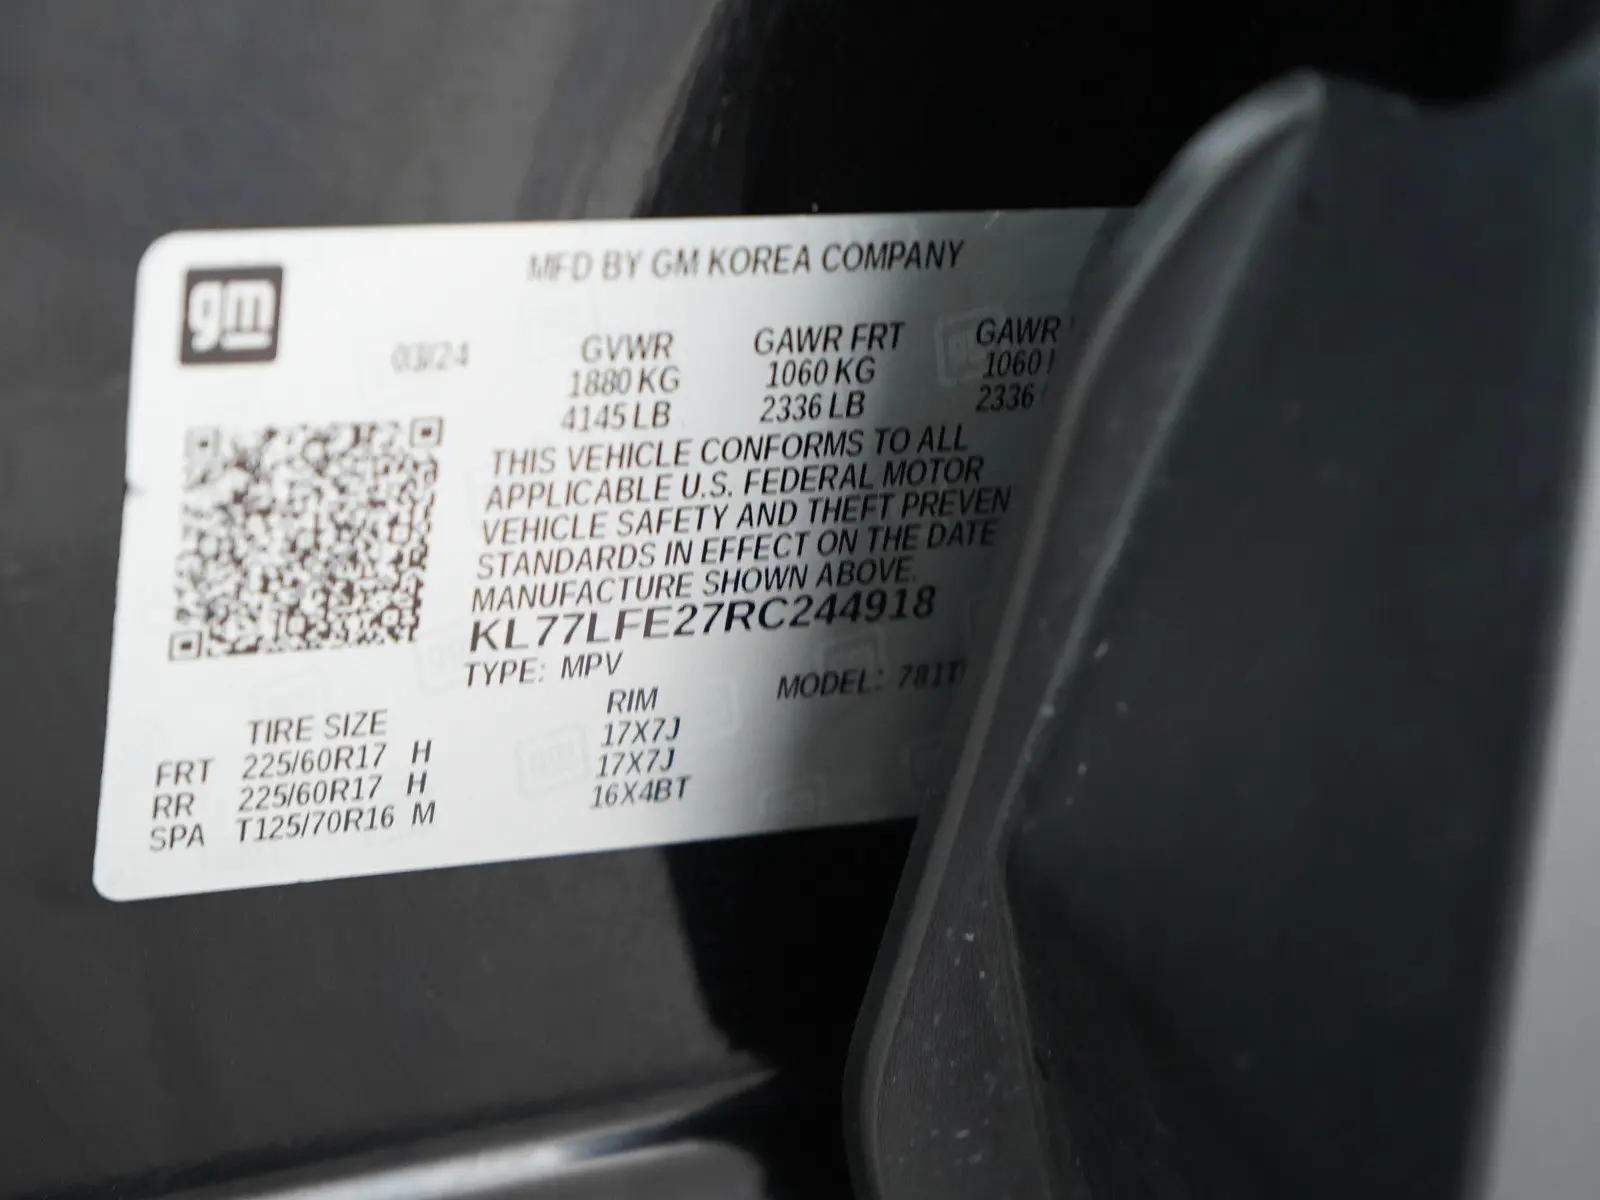 MFD BY GM KOREA COMPANY
gm
03/24 GVWR GAWR FRT GAWR
1880 KG 1060 KG 1060
4145 LB 2336 LB 2336
THIS VEHICLE CONFORMS TO ALL
APPLICABLE U.S. FEDERAL MOTOR
VEHICLE SAFETY AND THEFT PREVEN
STANDARDS IN EFFECT ON THE DATE
MANUFACTURE SHOWN ABOVE.
KL77LFE27RC244918
TYPE: MPV MODEL: 781T
TIRE SIZE RIM
FRT 225/60R17 H 17X7J
RR 225/60R17 H 17X7J
SPA T125/70R16 M 16X4BT